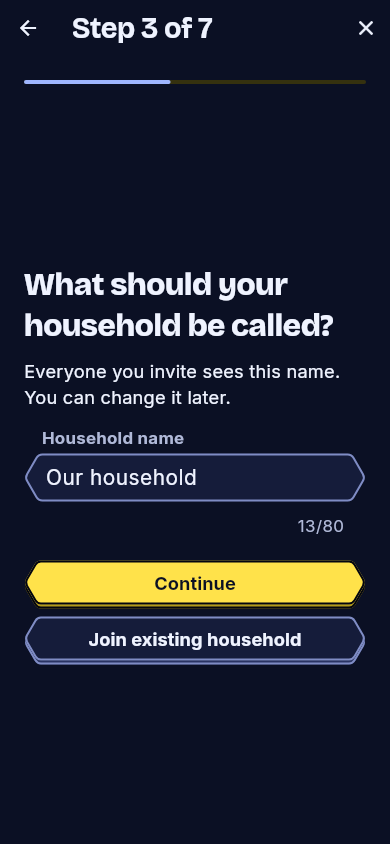 Step 3 of 7
What should your
household be called?
Everyone you invite sees this name.
You can change it later.
Household name
Our household
13/80
Continue
Join existing household